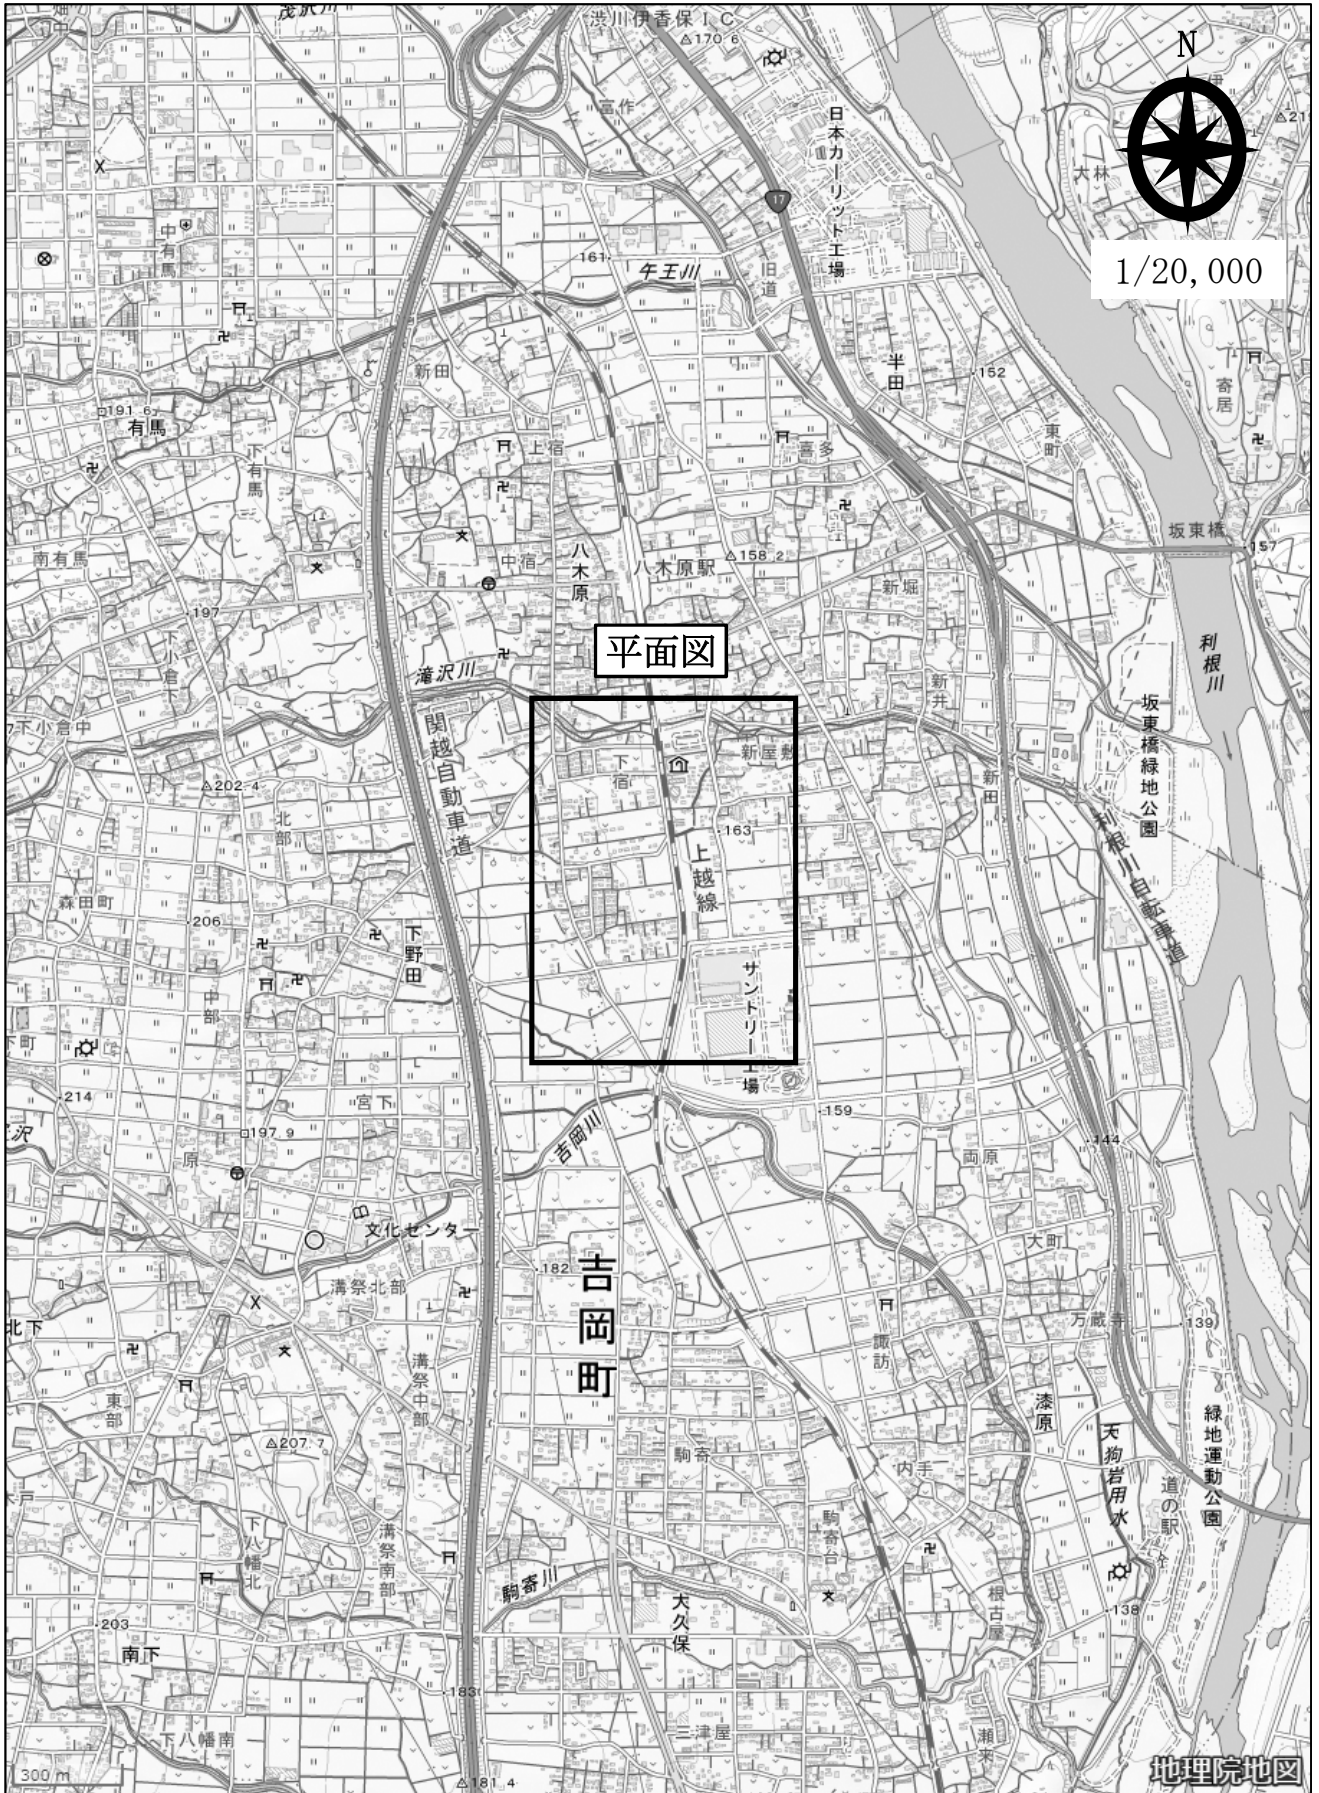 茂沢川
渋川伊香保IC
△170.6
富作
日本カーリット工場
N
大林
17
1/20,000
中有馬
161
午王川
旧道
新田
半田
152
寄居
191.6
有馬
下有馬
上宿
喜多
東町
坂東橋
157
南有馬
中宿
八木原
八木原駅
△158.2
新堀
197
下小倉下
滝沢川
平面図
新井
利根川
下小倉中
関越自動車道
下宿
新屋敷
新田
坂東橋緑地公園
△202.4
北部
163
上越線
利根川自転車道
森田町
206
下野田
中部
サントリー工場
下町
186
214
宮下
159
197.9
原
吉岡川
144
両原
文化センター
大町
182
吉岡町
溝祭北部
北下
諏訪
万蔵寺
139
東部
溝祭中部
漆原
緑地運動公園
△207.7
駒寄
内手
天狗岩用水
道の駅
下八幡北
溝祭南部
駒寄台
駒寄川
大久保
根古屋
138
203
南下
183
下八幡南
三津屋
瀬来
300 m
△181.4
地理院地図